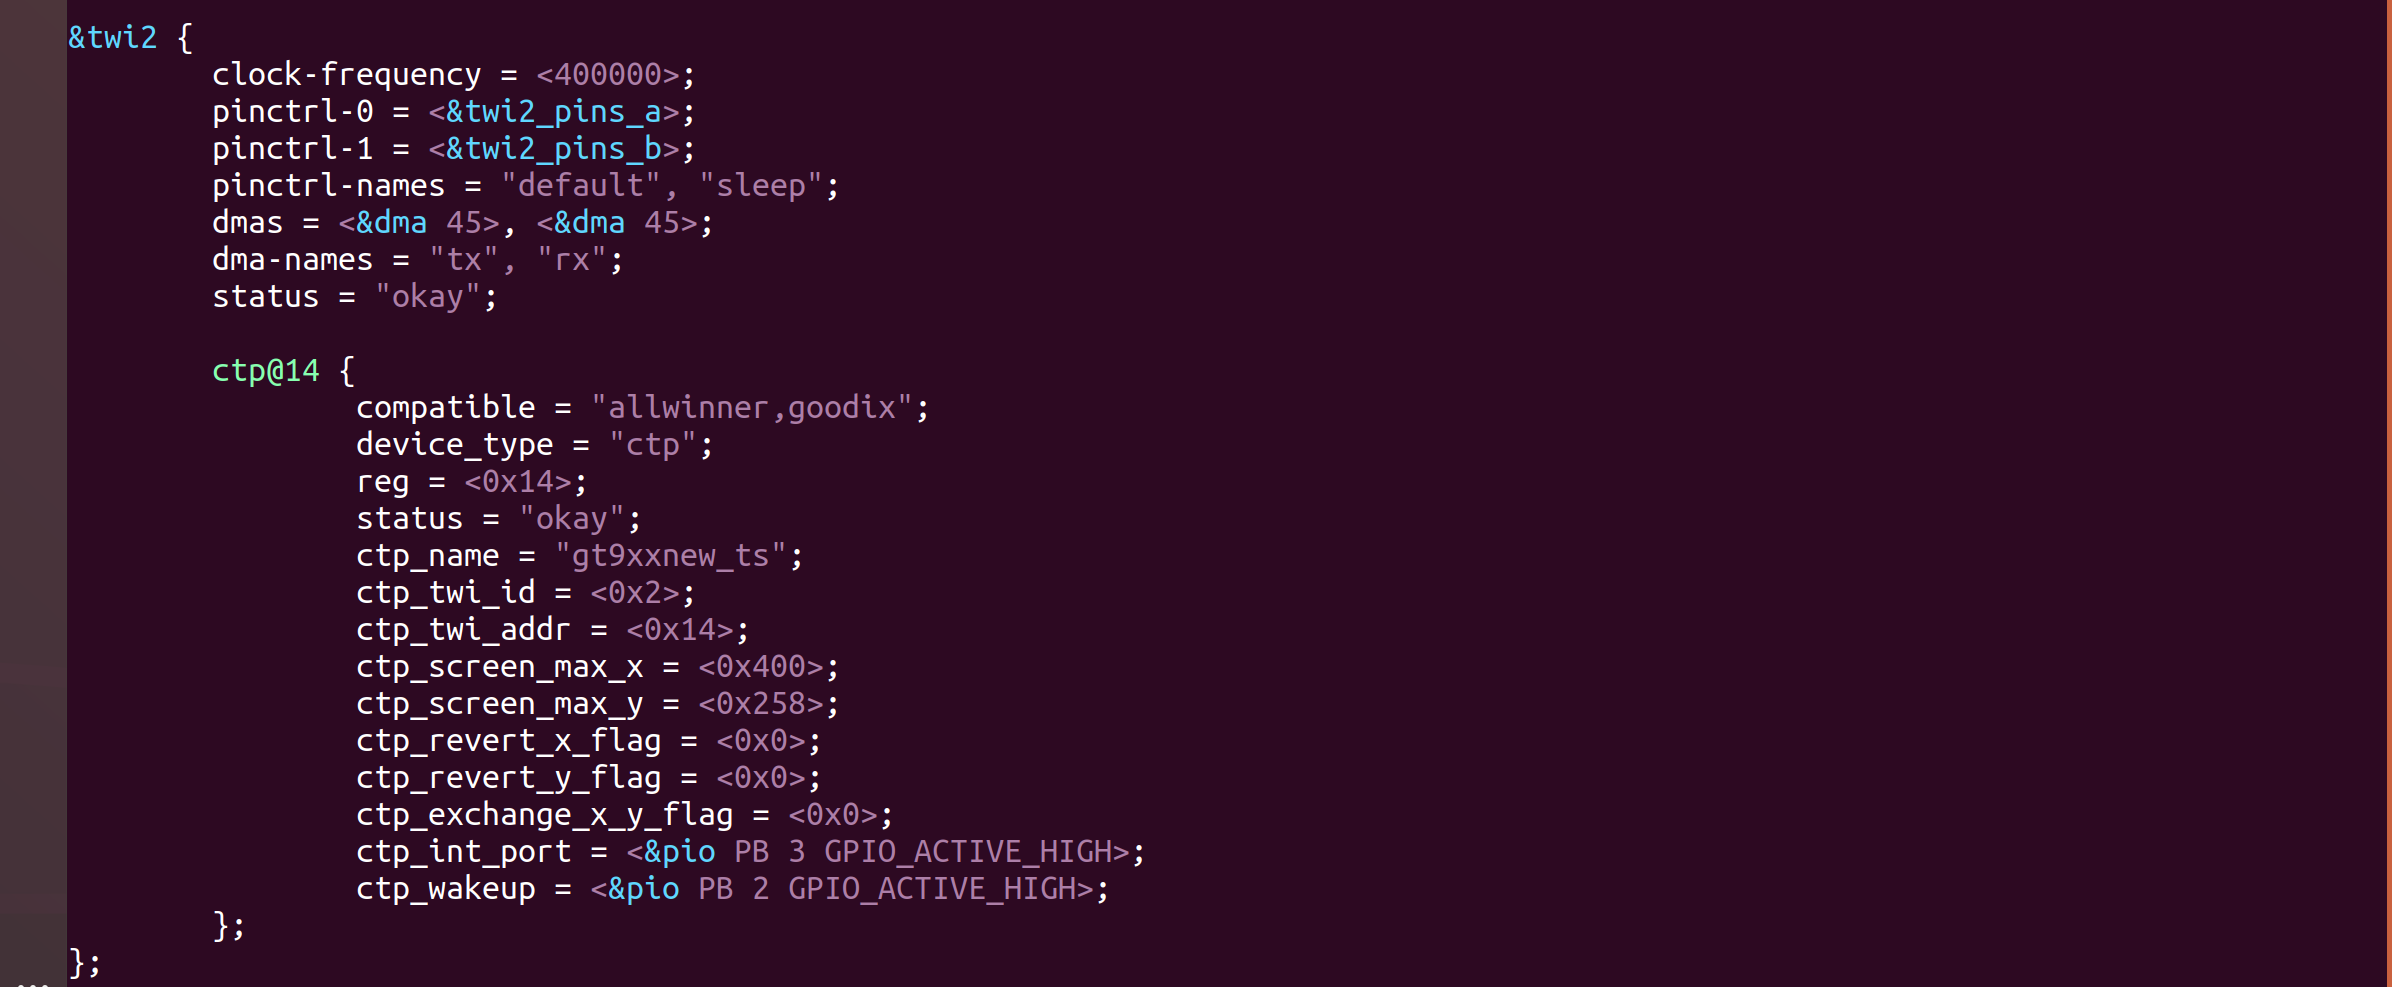 &twi2 {
        clock-frequency = <400000>;
        pinctrl-0 = <&twi2_pins_a>;
        pinctrl-1 = <&twi2_pins_b>;
        pinctrl-names = "default", "sleep";
        dmas = <&dma 45>, <&dma 45>;
        dma-names = "tx", "rx";
        status = "okay";

        ctp@14 {
                compatible = "allwinner,goodix";
                device_type = "ctp";
                reg = <0x14>;
                status = "okay";
                ctp_name = "gt9xxnew_ts";
                ctp_twi_id = <0x2>;
                ctp_twi_addr = <0x14>;
                ctp_screen_max_x = <0x400>;
                ctp_screen_max_y = <0x258>;
                ctp_revert_x_flag = <0x0>;
                ctp_revert_y_flag = <0x0>;
                ctp_exchange_x_y_flag = <0x0>;
                ctp_int_port = <&pio PB 3 GPIO_ACTIVE_HIGH>;
                ctp_wakeup = <&pio PB 2 GPIO_ACTIVE_HIGH>;
        };
};